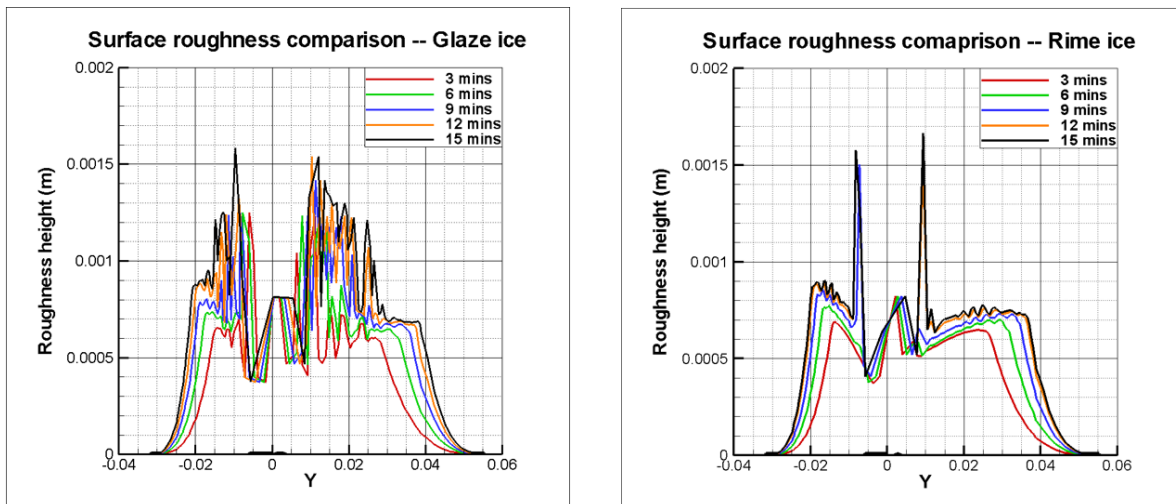 Surface roughness comparison -- Glaze ice
0.002
3 mins
6 mins
9 mins
12 mins
15 mins
0.0015
0.001
0.0005
0
Roughness height (m)
-0.04
-0.02
0
0.02
0.04
0.06
Y
Surface roughness comaprison -- Rime ice
0.002
3 mins
6 mins
9 mins
12 mins
15 mins
0.0015
0.001
0.0005
0
Roughness height (m)
-0.04
-0.02
0
0.02
0.04
0.06
Y